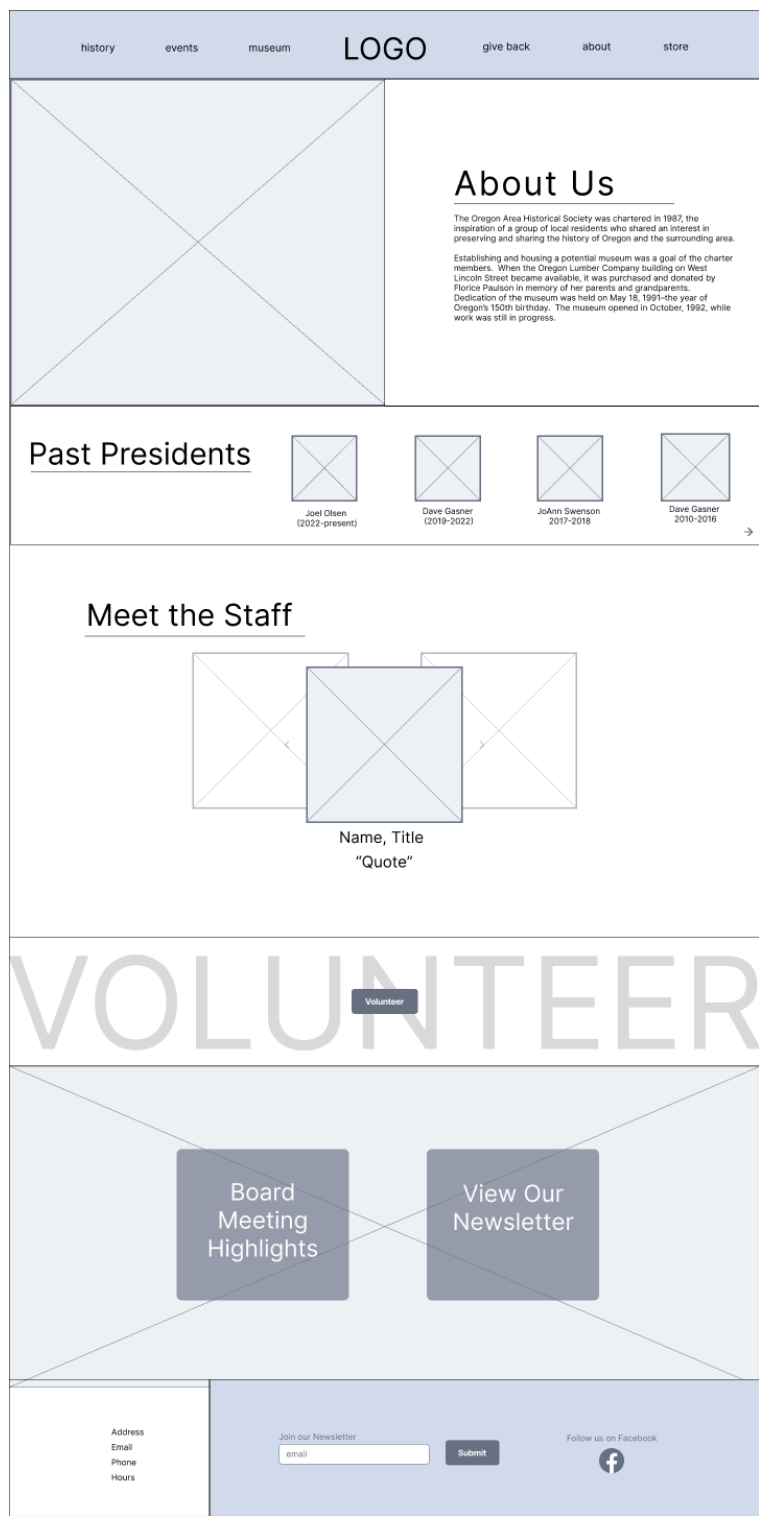 history events museum LOGO give back about store
About Us
The Oregon Area Historical Society was chartered in 1987, the
inspiration of a group of local residents who shared an interest in
preserving and sharing the history of Oregon and the surrounding area.
Establishing and housing a potential museum was a goal of the charter
members. When the Oregon Lumber Company building on West
Lincoln Street became available, it was purchased and donated by
Florice Paulson in memory of her parents and grandparents.
Dedication of the museum was held on May 18, 1991–the year of
Oregon's 150th birthday. The museum opened in October, 1992, while
work was still in progress.
Past Presidents
Joel Olsen
(2022-present)
Dave Gasner
(2019-2022)
JoAnn Swenson
2017-2018
Dave Gasner
2010-2016
Meet the Staff
Name, Title
“Quote”
VOLUNTEER
Volunteer
Board
Meeting
Highlights
View Our
Newsletter
Address
Email
Phone
Hours
Join our Newsletter
email
Submit
Follow us on Facebook